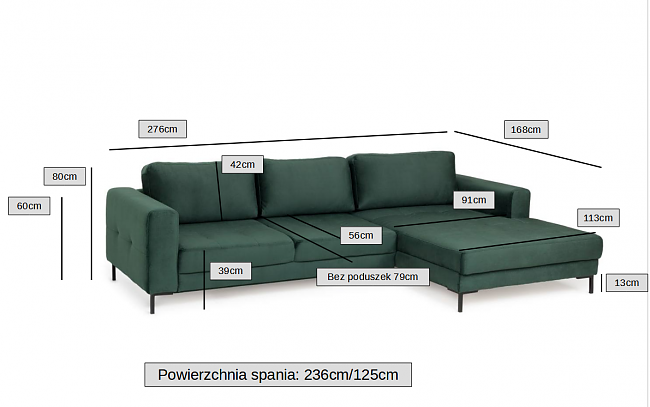 276cm
168cm
42cm
80cm
60cm
91cm
113cm
56cm
39cm
Bez poduszek 79cm
13cm
Powierzchnia spania: 236cm/125cm